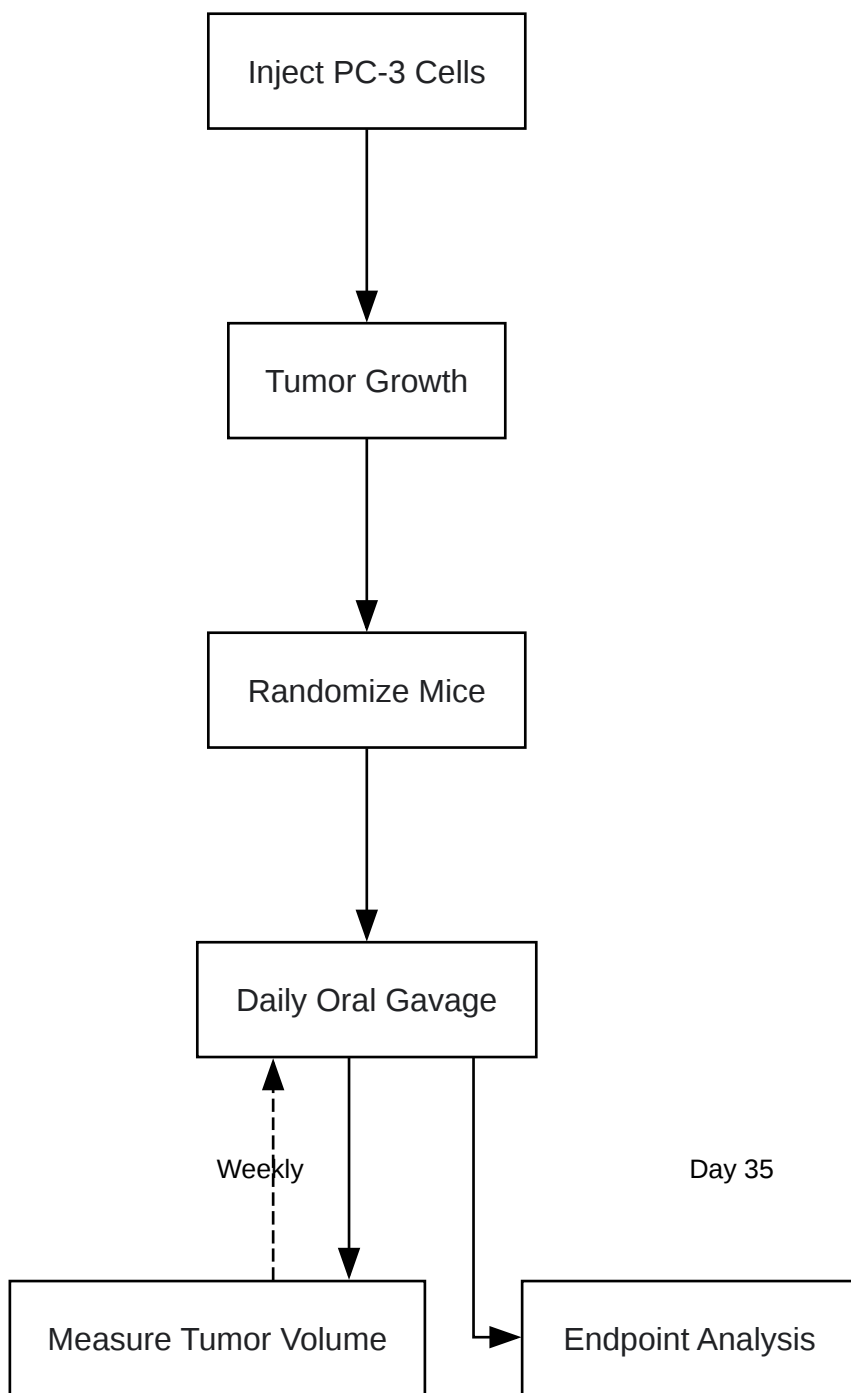 Inject PC-3 Cells
Tumor Growth
Randomize Mice
Daily Oral Gavage
Weekly
Day 35
Measure Tumor Volume
Endpoint Analysis